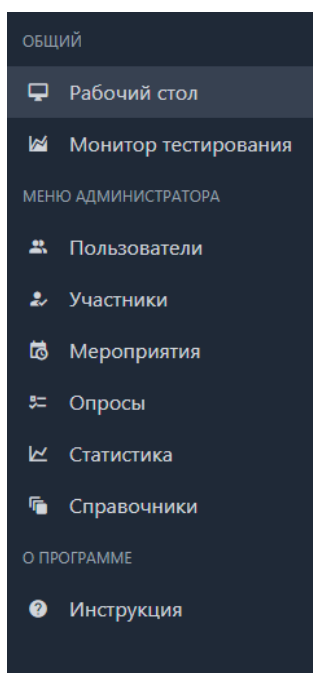 ОБЩИЙ
Рабочий стол
Монитор тестирования
МЕНЮ АДМИНИСТРАТОРА
Пользователи
Участники
Мероприятия
Опросы
Статистика
Справочники
О ПРОГРАММЕ
Инструкция